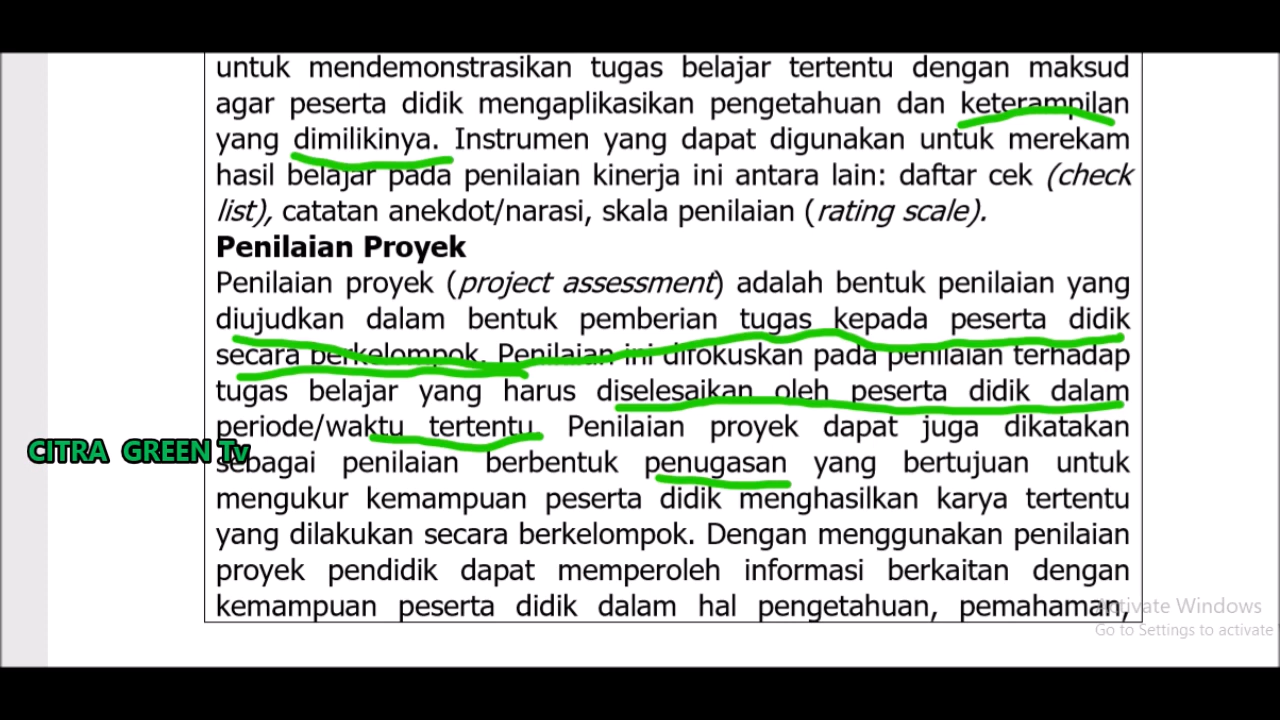 untuk mendemonstrasikan tugas belajar tertentu dengan maksud
agar peserta didik mengaplikasikan pengetahuan dan keterampilan
yang dimilikinya. Instrumen yang dapat digunakan untuk merekam
hasil belajar pada penilaian kinerja ini antara lain: daftar cek (check
list), catatan anekdot/narasi, skala penilaian (rating scale).
Penilaian Proyek
Penilaian proyek (project assessment) adalah bentuk penilaian yang
diujudkan dalam bentuk pemberian tugas kepada peserta didik
secara berkelompok. Penilaian ini difokuskan pada penilaian terhadap
tugas belajar yang harus diselesaikan oleh peserta didik dalam
periode/waktu tertentu. Penilaian proyek dapat juga dikatakan
CITRA GREEN Tv
sebagai penilaian berbentuk penugasan yang bertujuan untuk
mengukur kemampuan peserta didik menghasilkan karya tertentu
yang dilakukan secara berkelompok. Dengan menggunakan penilaian
proyek pendidik dapat memperoleh informasi berkaitan dengan
kemampuan peserta didik dalam hal pengetahuan, pemahaman,
Activate Windows
Go to Settings to activate